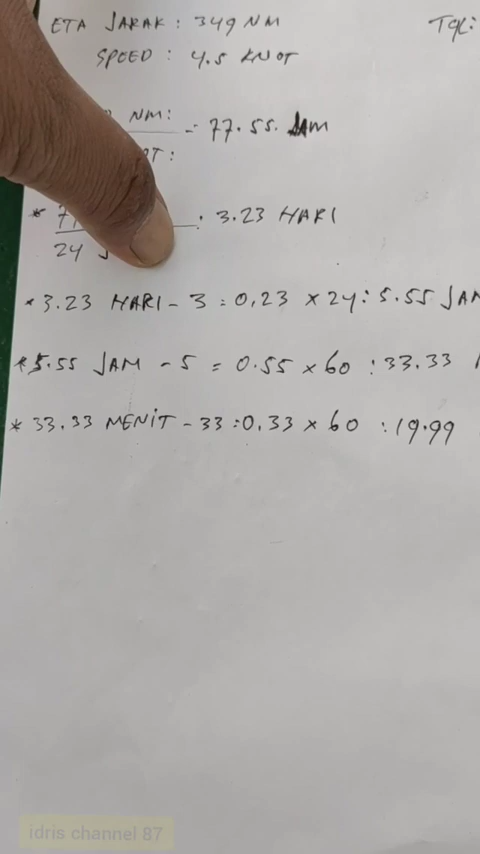 ETA JARAK : 349 NM
TGL:
SPEED : 4.5 KNOT
NM:
= 77.55. JAM
* : 3.23 HARI
24
* 3.23 HARI - 3 = 0,23 x 24 : 5.55 JAM
* 5.55 JAM - 5 = 0.55 x 60 : 33.33
* 33.33 MENIT - 33 : 0.33 x 60 : 19.99
idris channel 87